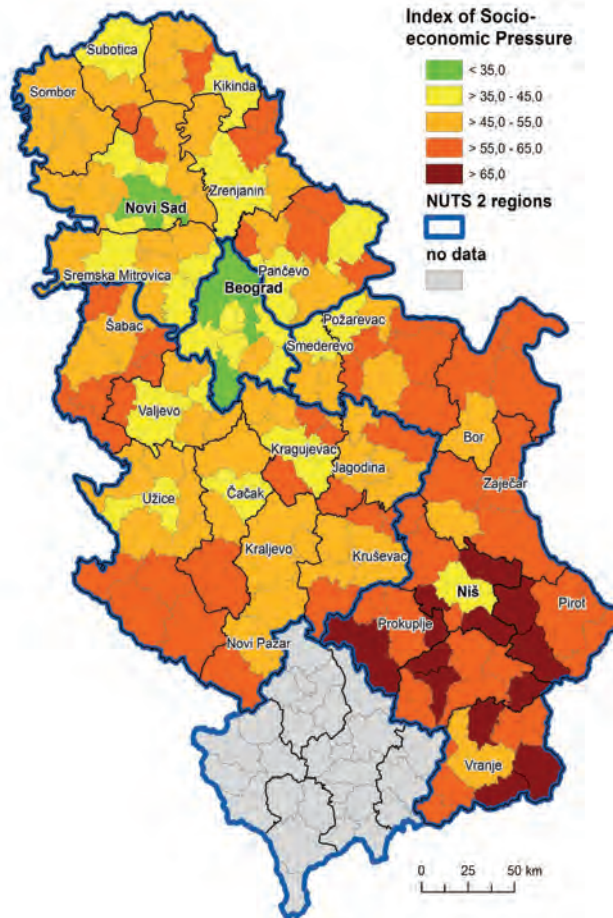 Index of Socio-
economic Pressure
< 35,0
> 35,0 - 45,0
> 45,0 - 55,0
> 55,0 - 65,0
> 65,0
NUTS 2 regions
no data
Subotica
Sombor
Kikinda
Novi Sad
Zrenjanin
Sremska Mitrovica
Beograd
Pančevo
Šabac
Požarevac
Smederevo
Valjevo
Bor
Kragujevac
Jagodina
Zaječar
Užice
Čačak
Kraljevo
Kruševac
Niš
Pirot
Prokuplje
Novi Pazar
Vranje
0 25 50 km